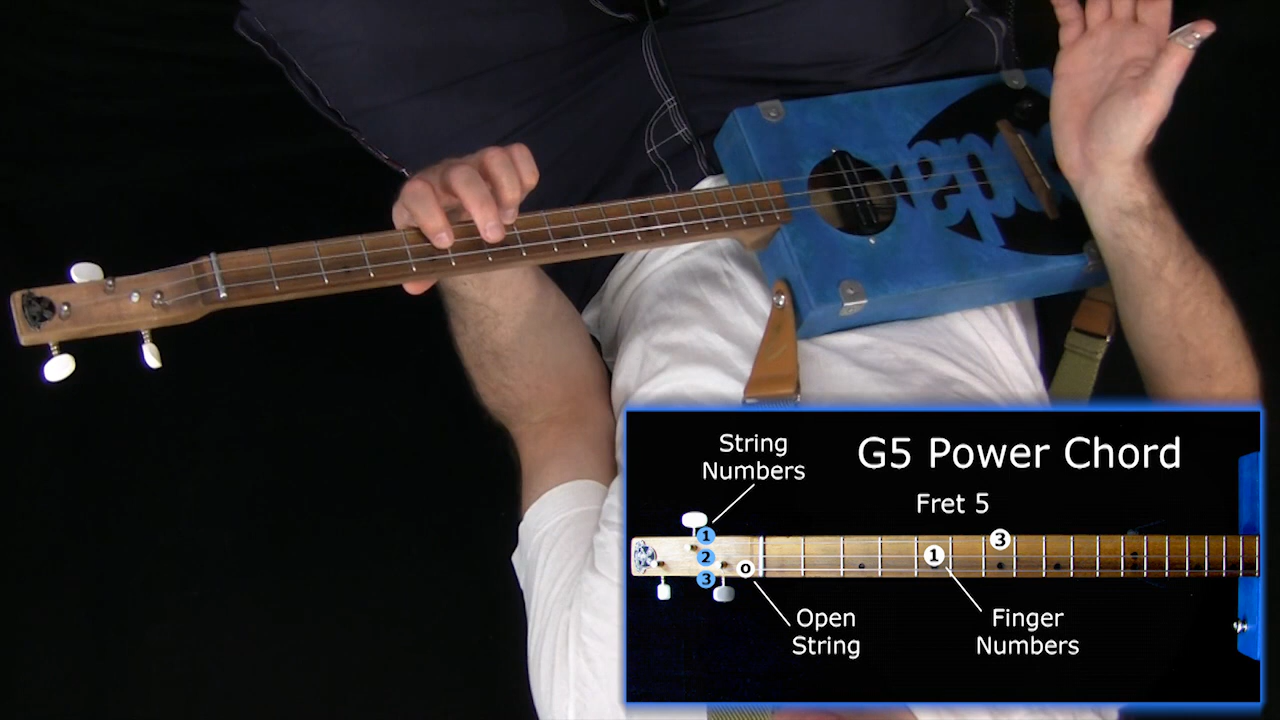 G5 Power Chord
Fret 5
String
Numbers
1
2
3
o
1
3
Open
String
Finger
Numbers